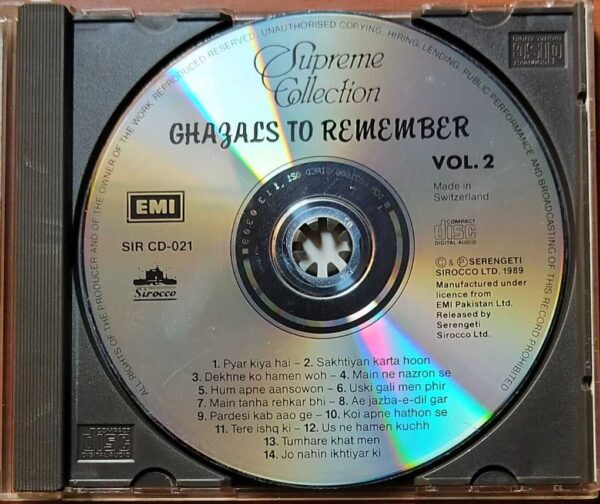 ALL RIGHTS OF THE PRODUCER AND OF THE OWNER OF THE WORK REPRODUCED RESERVED. UNAUTHORISED COPYING, HIRING, LENDING, PUBLIC PERFORMANCE AND BROADCASTING OF THIS RECORD PROHIBITED
Supreme
Collection
GHAZALS TO REMEMBER
VOL. 2
Made in
Switzerland
EMI
SIR CD-021
Sirocco
COMPACT
disc
DIGITAL AUDIO
© & ℗ SERENGETI
SIROCCO LTD. 1989
Manufactured under
licence from
EMI Pakistan Ltd.
Released by
Serengeti
Sirocco Ltd.
1. Pyar kiya hai – 2. Sakhtiyan karta hoon
3. Dekhne ko hamen woh – 4. Main ne nazron se
5. Hum apne aansowon – 6. Uski gali men phir
7. Main tanha rehkar bhi – 8. Ae jazba-e-dil gar
9. Pardesi kab aao ge – 10. Koi apne hathon se
11. Tere ishq ki – 12. Us ne hamen kuchh
13. Tumhare khat men
14. Jo nahin ikhtiyar ki
COMPACT
disc
DIGITAL AUDIO
COMPACT
disc
DIGITAL AUDIO